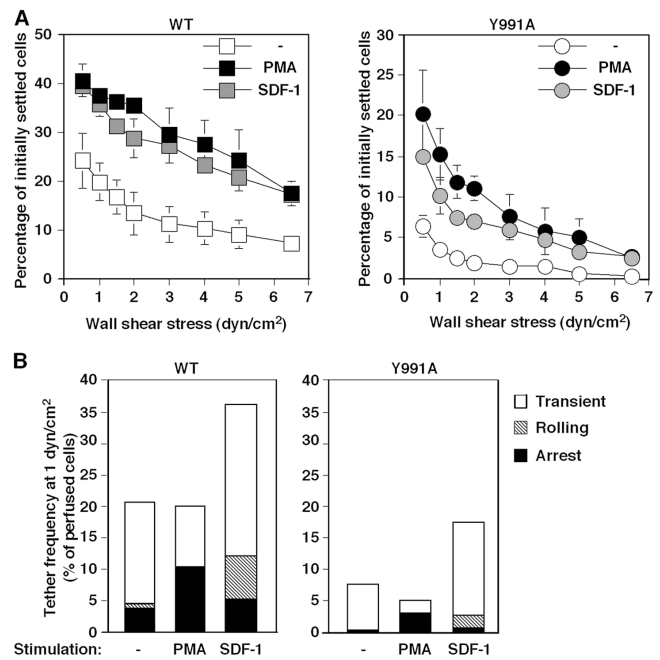 A
WT
Y991A
Percentage of initially settled cells
50
40
30
20
10
0
-
PMA
SDF-1
0 1 2 3 4 5 6 7
Wall shear stress (dyn/cm2)
Percentage of initially settled cells
30
25
20
15
10
5
0
-
PMA
SDF-1
0 1 2 3 4 5 6 7
Wall shear stress (dyn/cm2)
B
WT
Y991A
Tether frequency at 1 dyn/cm2
(% of perfused cells)
40
35
30
25
20
15
10
5
0
40
35
30
25
20
15
10
5
0
Transient
Rolling
Arrest
Stimulation: - PMA SDF-1
- PMA SDF-1